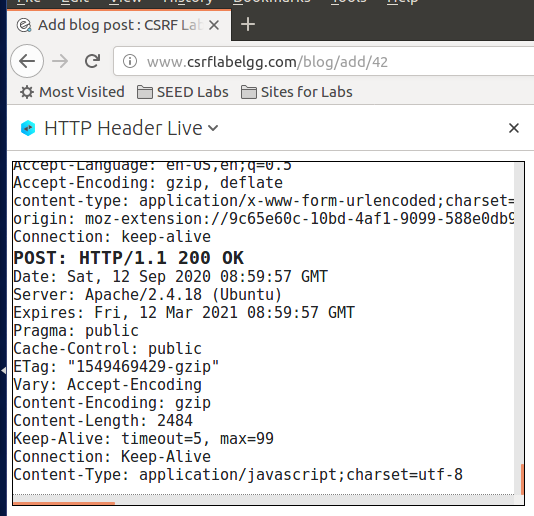 File Edit View History Bookmarks Tools Help
Add blog post : CSRF Lab
www.csrflabelgg.com/blog/add/42
Most Visited SEED Labs Sites for Labs
HTTP Header Live
Accept-Language: en-US,en;q=0.5
Accept-Encoding: gzip, deflate
content-type: application/x-www-form-urlencoded;charset=
origin: moz-extension://9c65e60c-10bd-4af1-9099-588e0db9
Connection: keep-alive
POST: HTTP/1.1 200 OK
Date: Sat, 12 Sep 2020 08:59:57 GMT
Server: Apache/2.4.18 (Ubuntu)
Expires: Fri, 12 Mar 2021 08:59:57 GMT
Pragma: public
Cache-Control: public
ETag: "1549469429-gzip"
Vary: Accept-Encoding
Content-Encoding: gzip
Content-Length: 2484
Keep-Alive: timeout=5, max=99
Connection: Keep-Alive
Content-Type: application/javascript;charset=utf-8